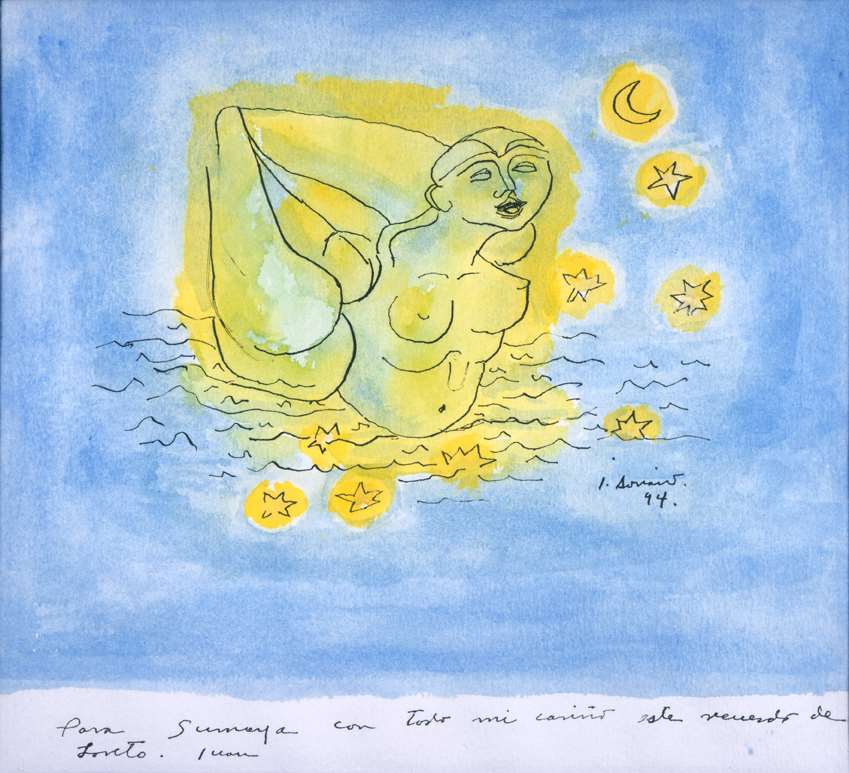 J. Soriano.
94.
Para Sumaya con todo mi cariño este recuerdo de
Loreto. Juan